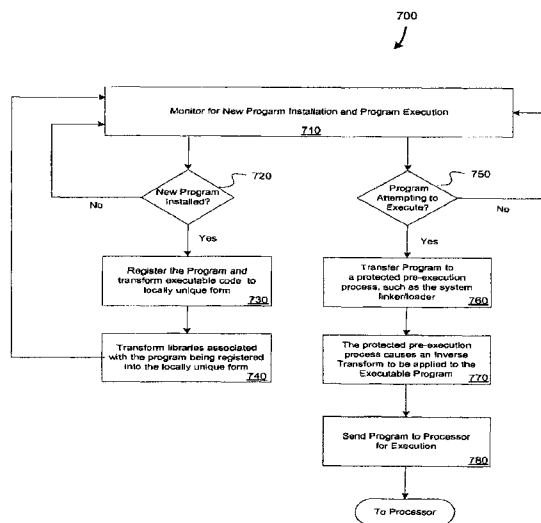 700
Monitor for New Progarm Installation and Program Execution
710
720
New Program
Installed?
No
Yes
750
Program
Attempting to
Execute?
No
Yes
Register the Program and
transform executable code to
locally unique form
730
Transfer Program to
a protected pre-execution
process, such as the system
linker/loader
760
Transform libraries associated
with the program being registered
into the locally unique form
740
The protected pre-execution
process causes an Inverse
Transform to be applied to the
Executable Program
770
Send Program to Processor
for Execution
780
To Processor